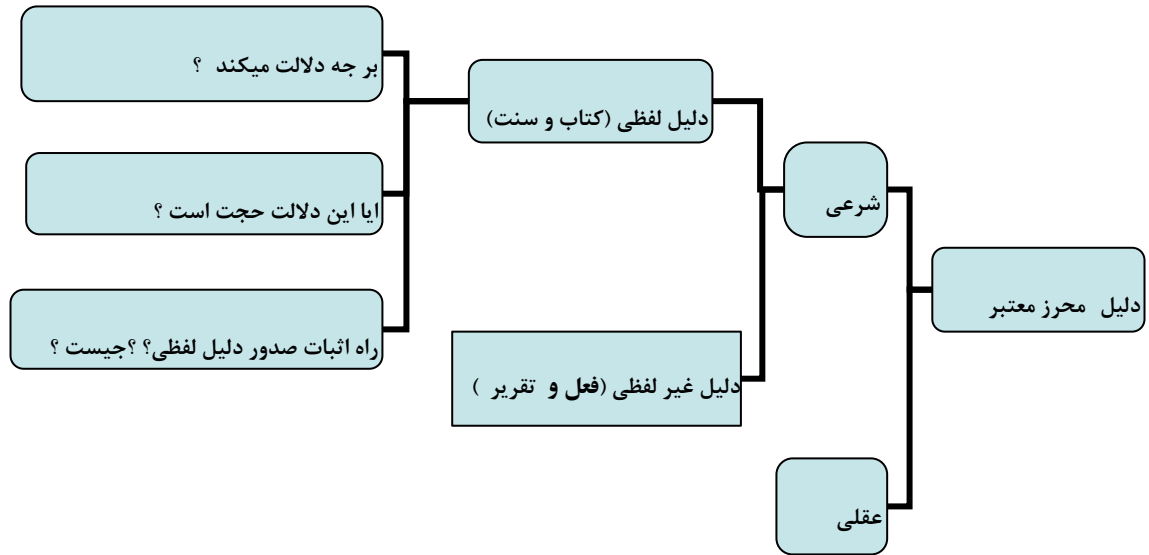 دلیل محرز معتبر
شرعی
عقلی
دلیل لفظی (کتاب و سنت)
دلیل غیر لفظی (فعل و تقریر )
بر جه دلالت میکند ؟
ایا این دلالت حجت است ؟
راه اثبات صدور دلیل لفظی؟ ؟جیست ؟